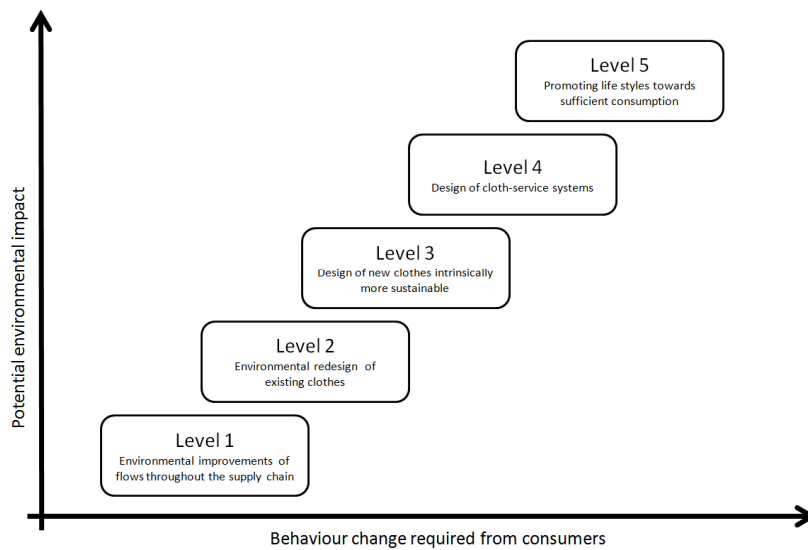 Level 5
Promoting life styles towards
sufficient consumption
Level 4
Design of cloth-service systems
Level 3
Design of new clothes intrinsically
more sustainable
Level 2
Environmental redesign of
existing clothes
Level 1
Environmental improvements of
flows throughout the supply chain
Potential environmental impact
Behaviour change required from consumers